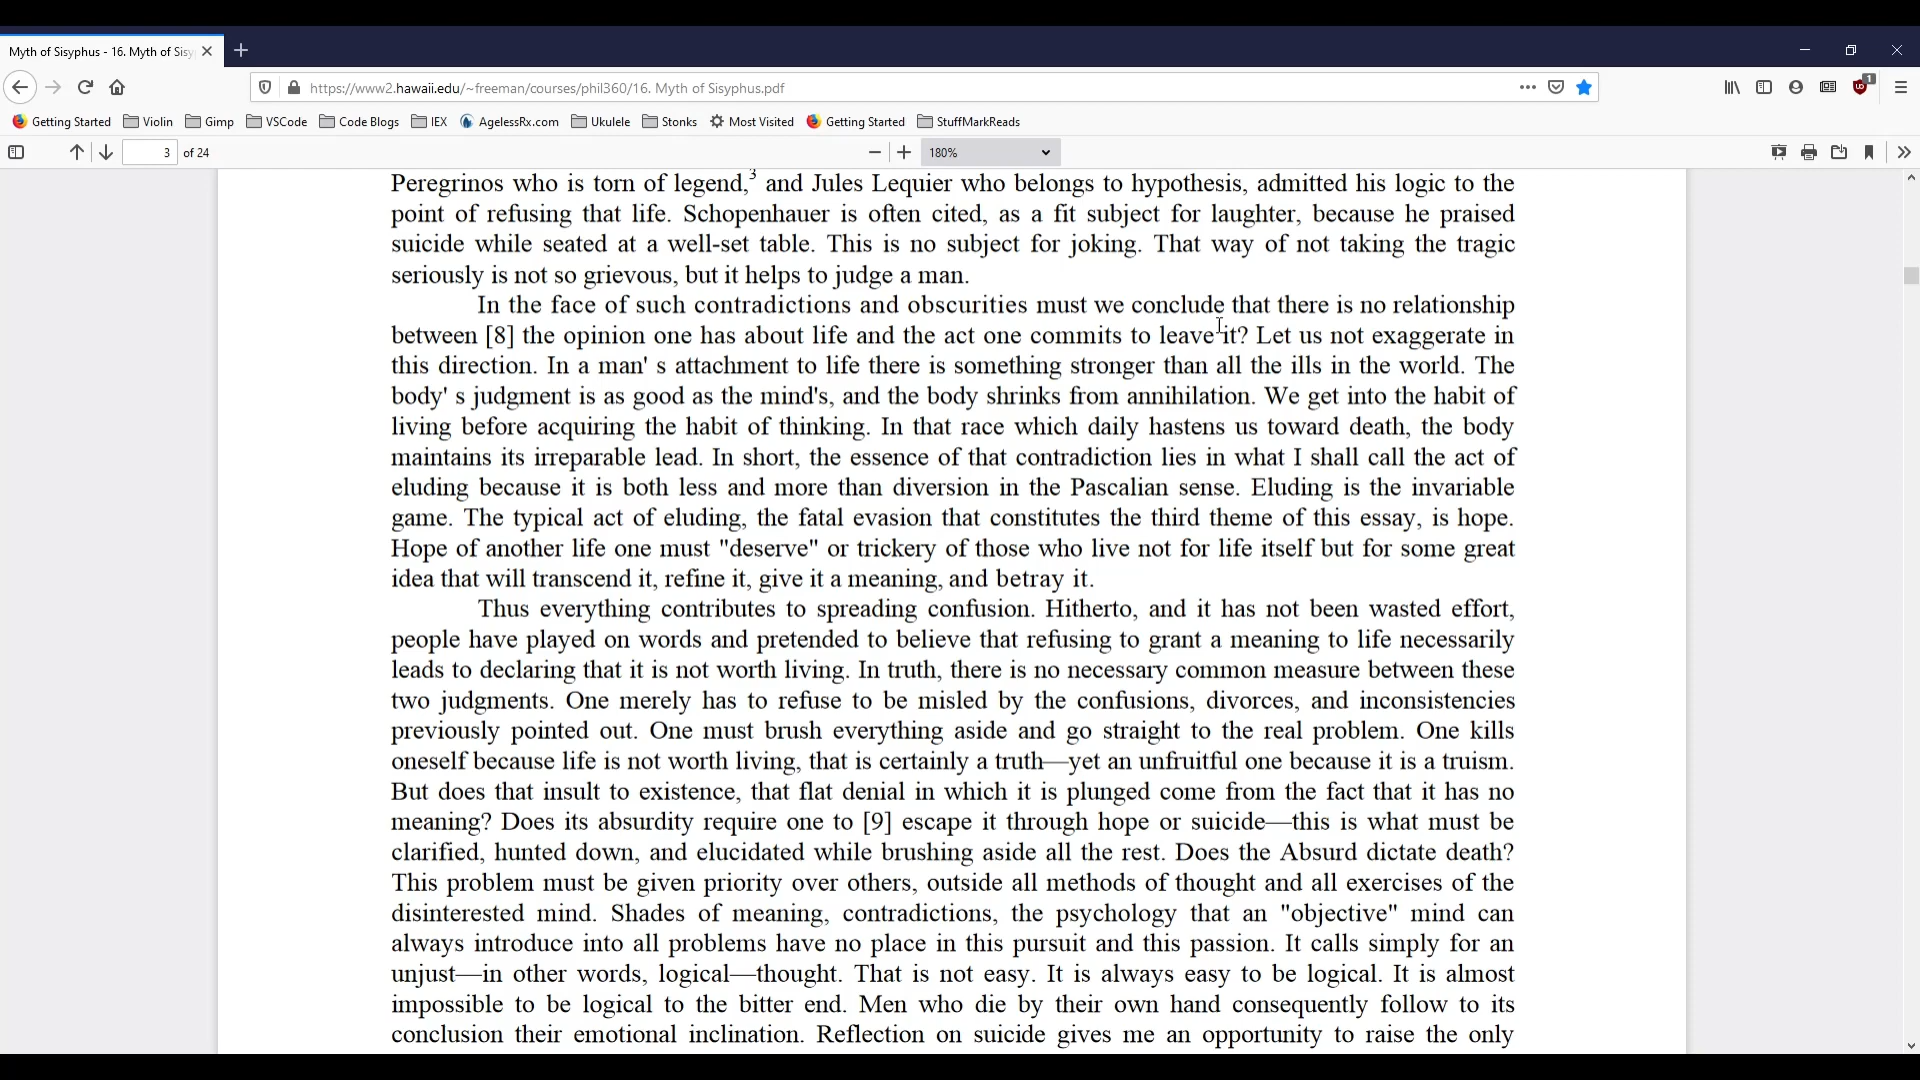 Myth of Sisyphus - 16. Myth of Sisy
https://www2.hawaii.edu/~freeman/courses/phil360/16. Myth of Sisyphus.pdf
1
Getting Started Violin Gimp VSCode Code Blogs IEX AgelessRx.com Ukulele Stonks Most Visited Getting Started StuffMarkReads
3 of 24 180%
Peregrinos who is torn of legend,3 and Jules Lequier who belongs to hypothesis, admitted his logic to the
point of refusing that life. Schopenhauer is often cited, as a fit subject for laughter, because he praised
suicide while seated at a well-set table. This is no subject for joking. That way of not taking the tragic
seriously is not so grievous, but it helps to judge a man.
In the face of such contradictions and obscurities must we conclude that there is no relationship
between [8] the opinion one has about life and the act one commits to leave it? Let us not exaggerate in
this direction. In a man' s attachment to life there is something stronger than all the ills in the world. The
body' s judgment is as good as the mind's, and the body shrinks from annihilation. We get into the habit of
living before acquiring the habit of thinking. In that race which daily hastens us toward death, the body
maintains its irreparable lead. In short, the essence of that contradiction lies in what I shall call the act of
eluding because it is both less and more than diversion in the Pascalian sense. Eluding is the invariable
game. The typical act of eluding, the fatal evasion that constitutes the third theme of this essay, is hope.
Hope of another life one must "deserve" or trickery of those who live not for life itself but for some great
idea that will transcend it, refine it, give it a meaning, and betray it.
Thus everything contributes to spreading confusion. Hitherto, and it has not been wasted effort,
people have played on words and pretended to believe that refusing to grant a meaning to life necessarily
leads to declaring that it is not worth living. In truth, there is no necessary common measure between these
two judgments. One merely has to refuse to be misled by the confusions, divorces, and inconsistencies
previously pointed out. One must brush everything aside and go straight to the real problem. One kills
oneself because life is not worth living, that is certainly a truth—yet an unfruitful one because it is a truism.
But does that insult to existence, that flat denial in which it is plunged come from the fact that it has no
meaning? Does its absurdity require one to [9] escape it through hope or suicide—this is what must be
clarified, hunted down, and elucidated while brushing aside all the rest. Does the Absurd dictate death?
This problem must be given priority over others, outside all methods of thought and all exercises of the
disinterested mind. Shades of meaning, contradictions, the psychology that an "objective" mind can
always introduce into all problems have no place in this pursuit and this passion. It calls simply for an
unjust—in other words, logical—thought. That is not easy. It is always easy to be logical. It is almost
impossible to be logical to the bitter end. Men who die by their own hand consequently follow to its
conclusion their emotional inclination. Reflection on suicide gives me an opportunity to raise the only